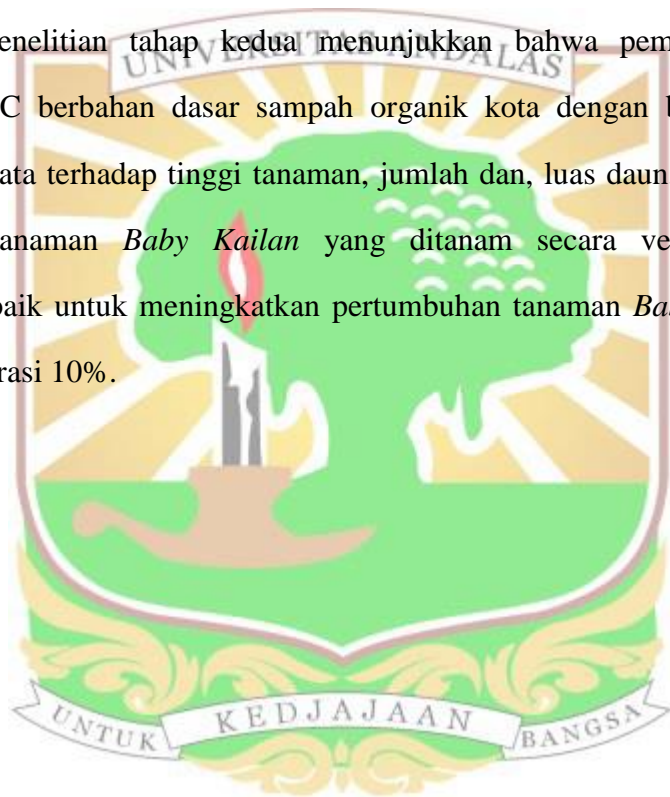 UNIVERSITAS ANDALAS
enelitian tahap kedua menunjukkan bahwa pem
C berbahan dasar sampah organik kota dengan b
ata terhadap tinggi tanaman, jumlah dan, luas daun
anaman Baby Kailan yang ditanam secara ve
baik untuk meningkatkan pertumbuhan tanaman Ba
rasi 10%.
UNTUK KEDJAJAAN BANGSA